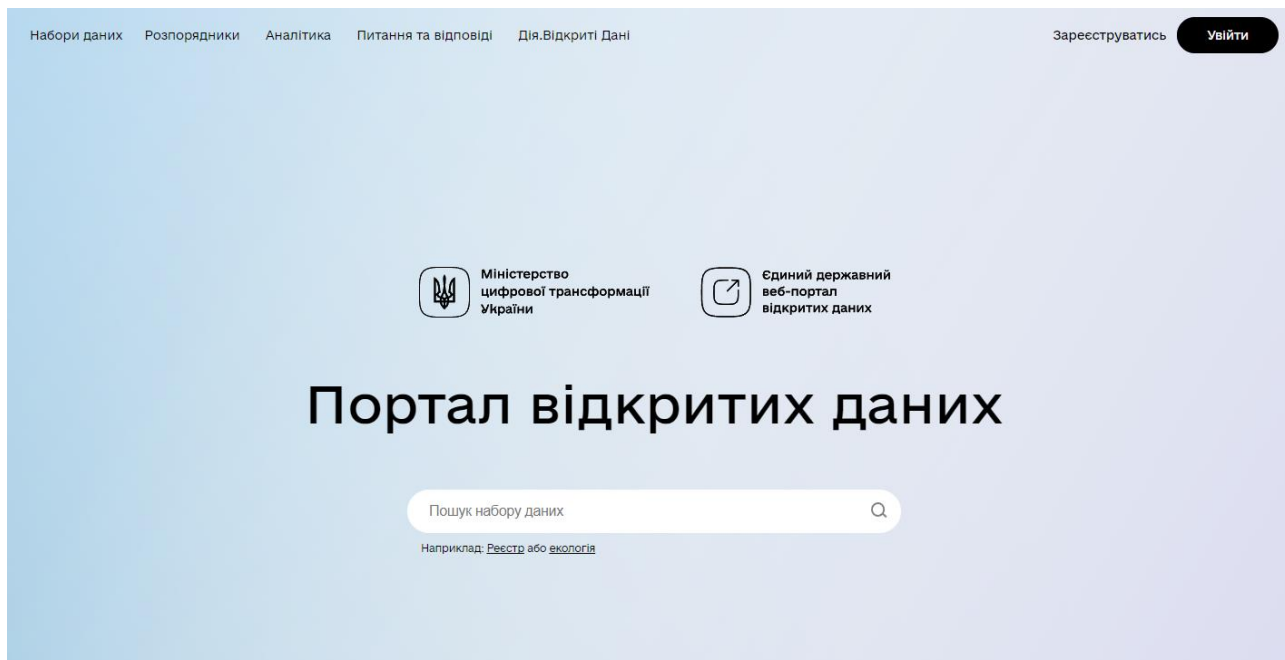 Набори даних Розпорядники Аналітика Питання та відповіді Дія.Відкриті Дані Зареєструватись Увійти
Міністерство
цифрової трансформації
України
Єдиний державний
веб-портал
відкритих даних
Портал відкритих даних
Пошук набору даних
Наприклад: Реєстр або екологія